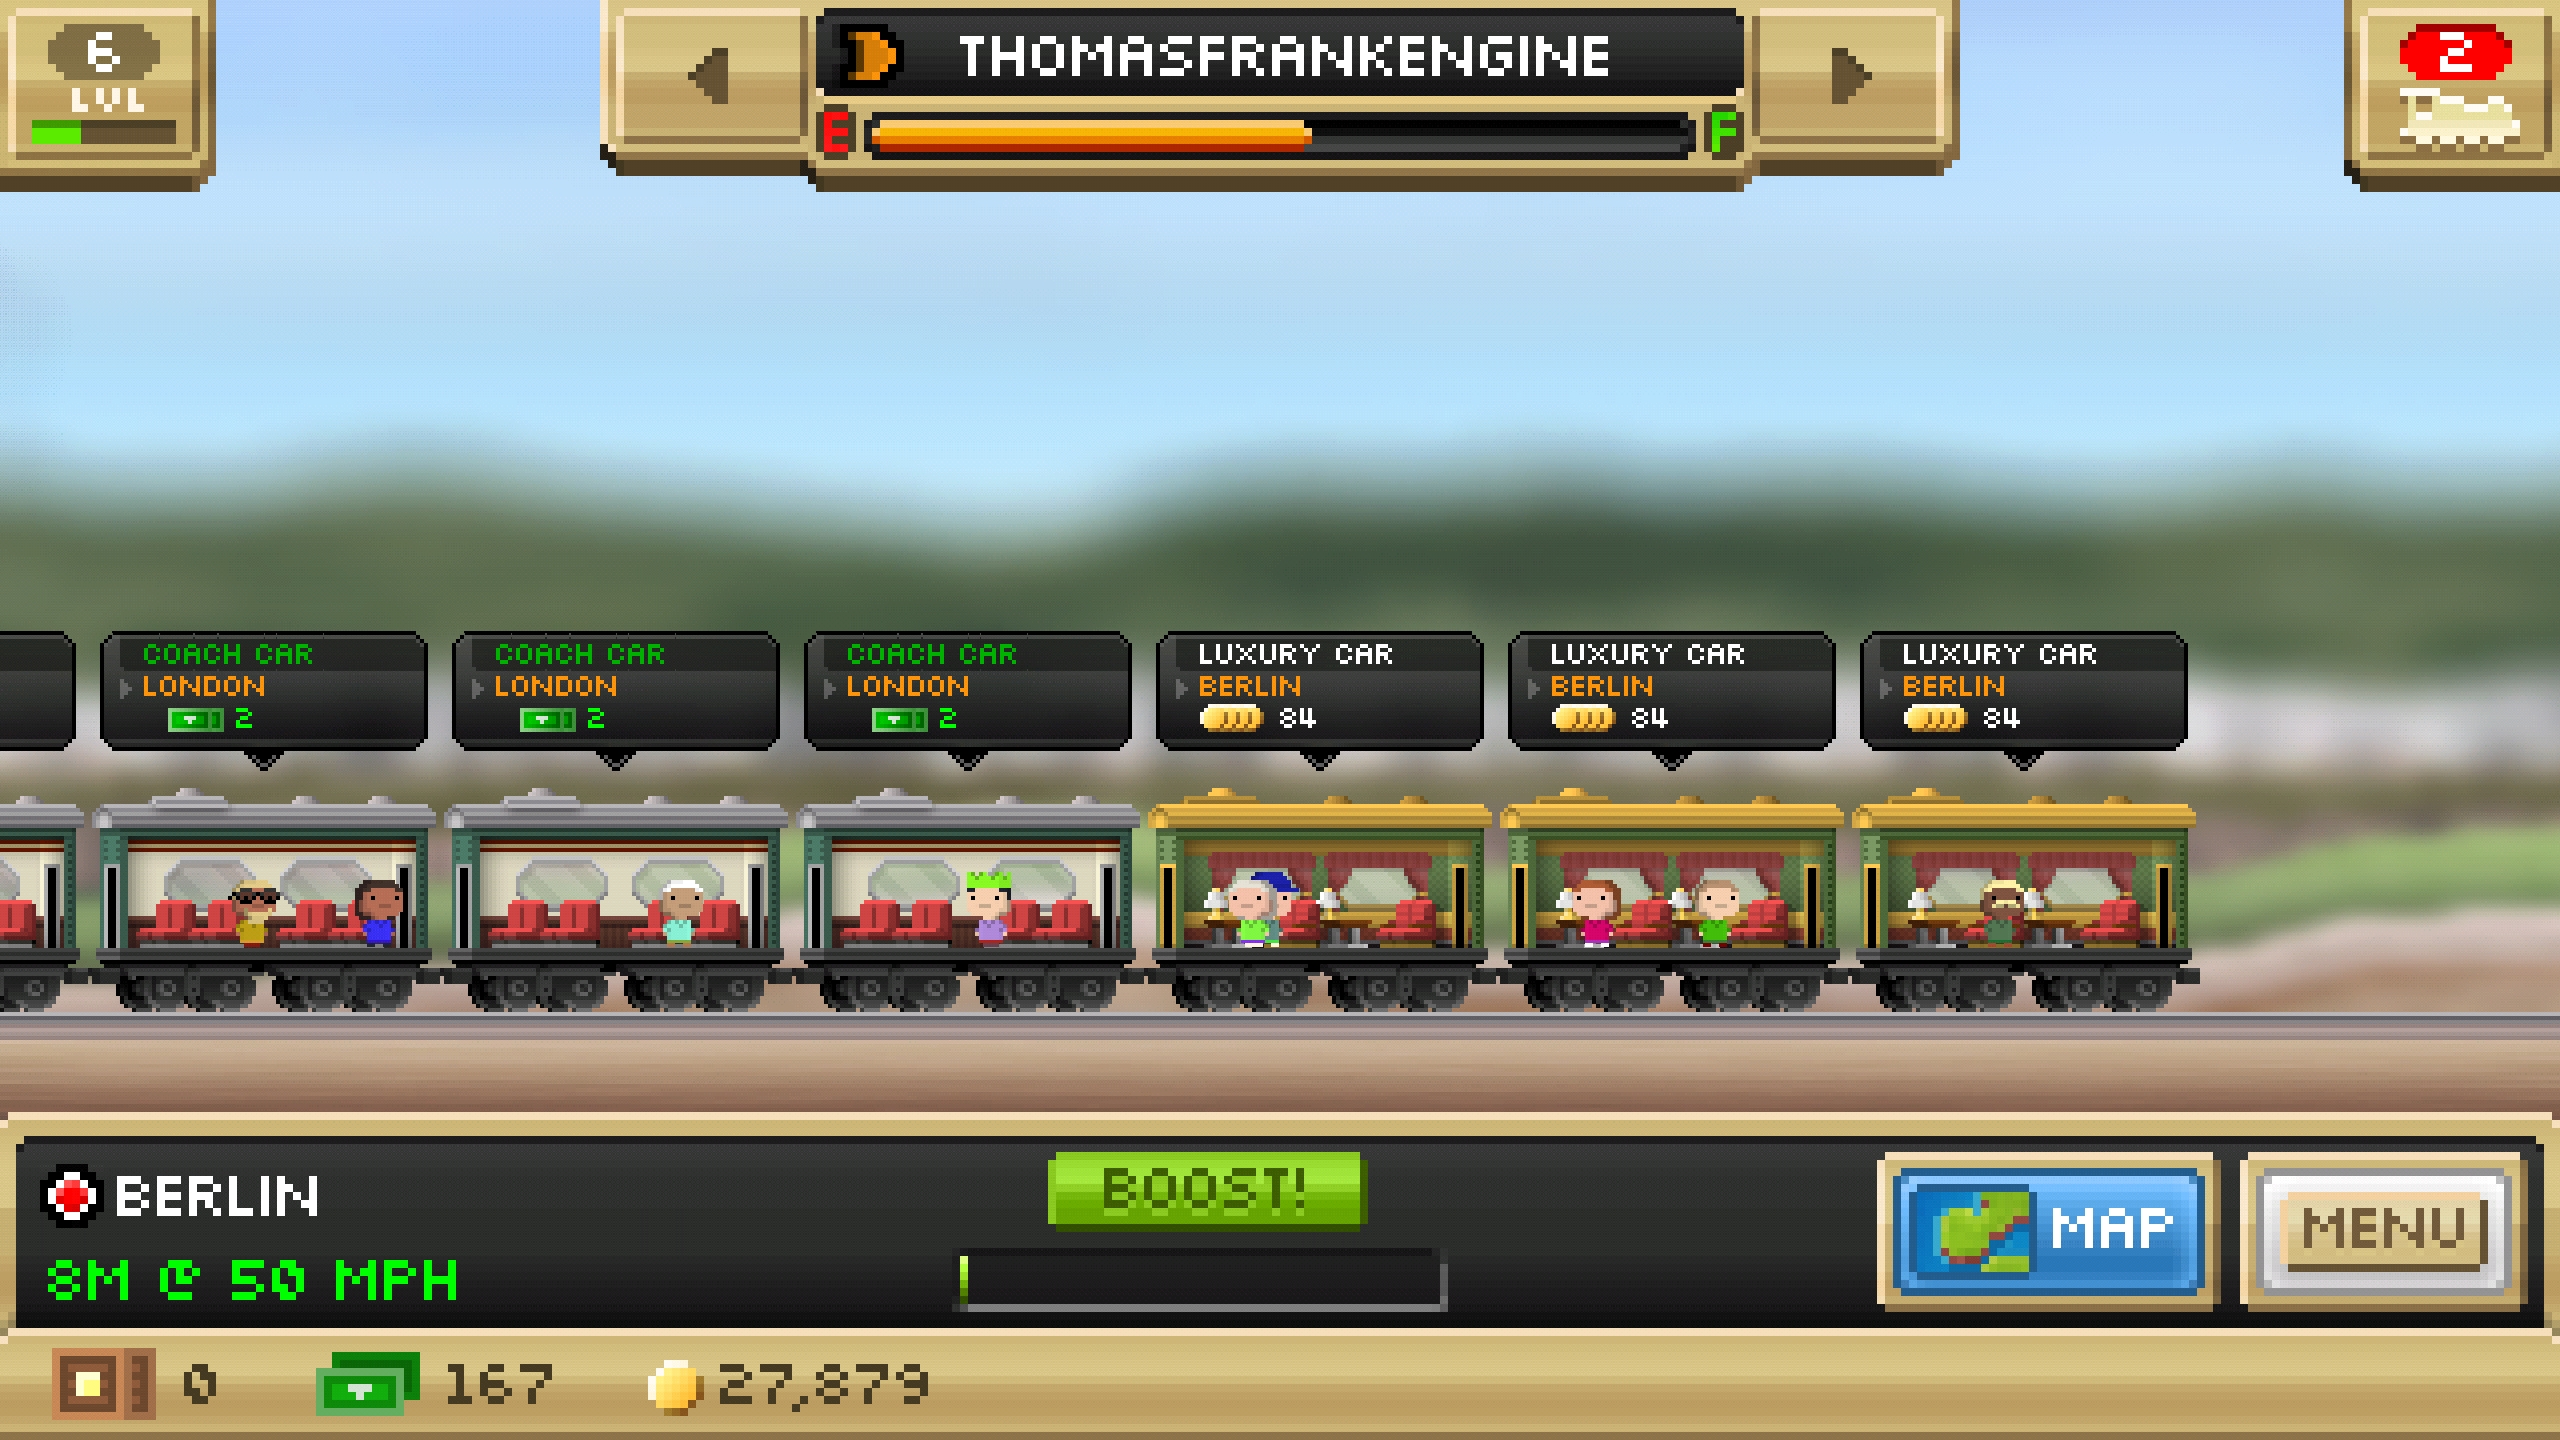 6
LVL
THOMASFRANKENGINE
E F
2
COACH CAR
LONDON
2
COACH CAR
LONDON
2
COACH CAR
LONDON
2
LUXURY CAR
BERLIN
84
LUXURY CAR
BERLIN
84
LUXURY CAR
BERLIN
84
BERLIN
8M @ 50 MPH
BOOST!
MAP
MENU
0
167
27,879